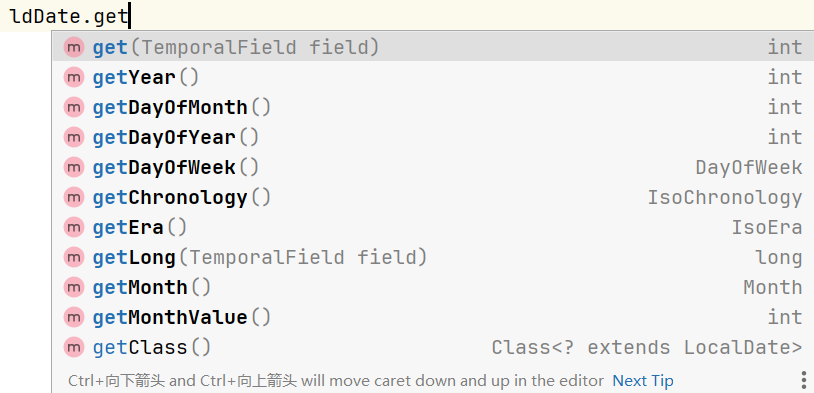 ldDate.get
m get(TemporalField field) int
m getYear() int
m getDayOfMonth() int
m getDayOfYear() int
m getDayOfWeek() DayOfWeek
m getChronology() IsoChronology
m getEra() IsoEra
m getLong(TemporalField field) long
m getMonth() Month
m getMonthValue() int
m getClass() Class<? extends LocalDate>
Ctrl+向下箭头 and Ctrl+向上箭头 will move caret down and up in the editor Next Tip